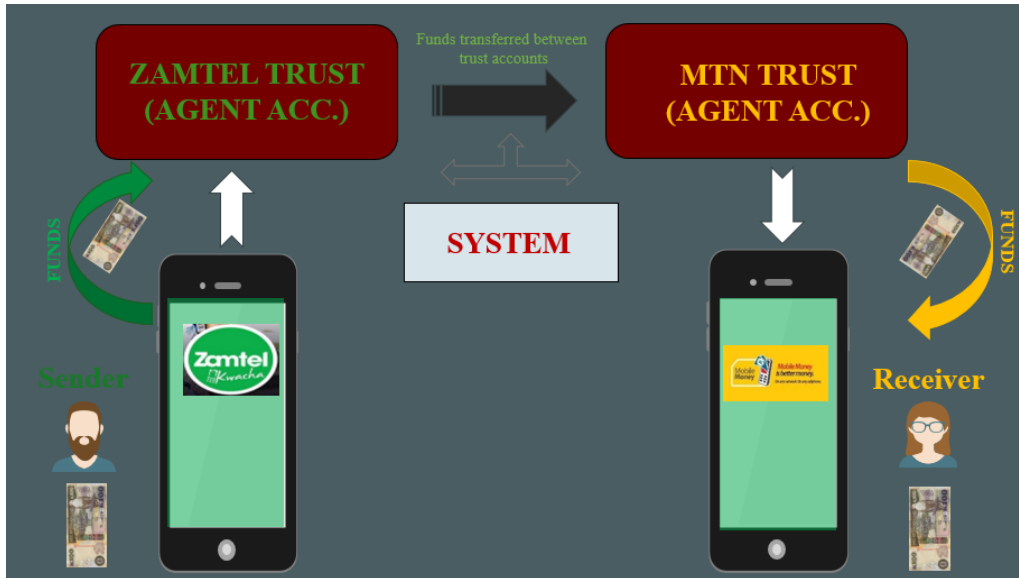 Funds transferred between
trust accounts
ZAMTEL TRUST
(AGENT ACC.)
MTN TRUST
(AGENT ACC.)
SYSTEM
FUNDS
FUNDS
Zamtel
Kwacha
Mobile
Money
Mobile Money
is better money.
Sender
Receiver